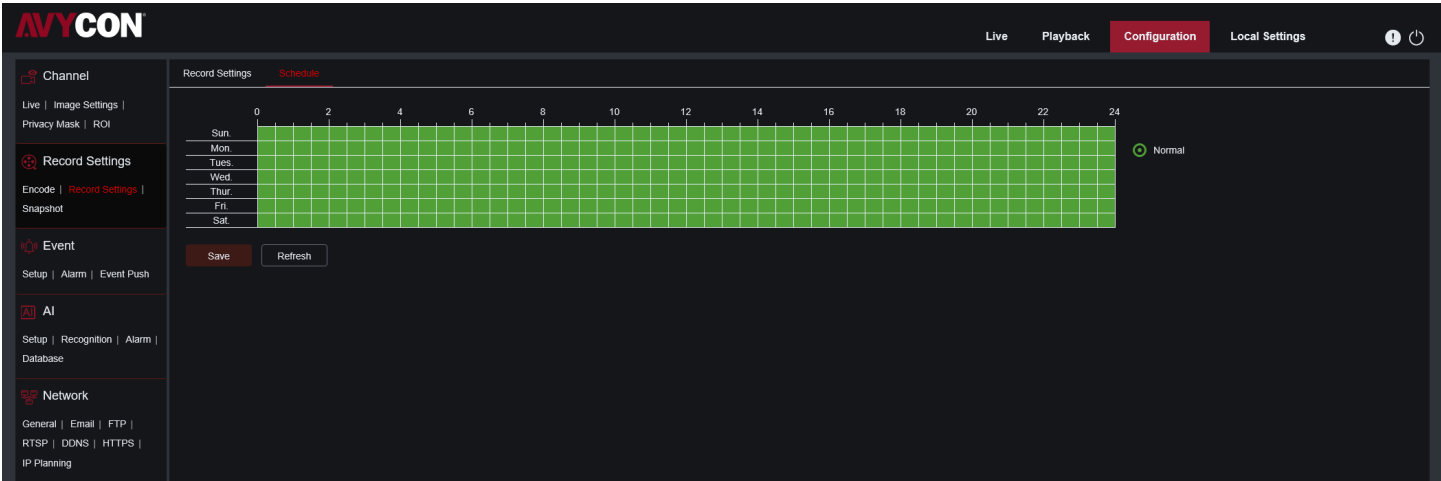 AVYCON
Live Playback Configuration Local Settings
Channel
Live | Image Settings |
Privacy Mask | ROI
Record Settings
Encode | Record Settings |
Snapshot
Event
Setup | Alarm | Event Push
AI AI
Setup | Recognition | Alarm |
Database
Network
General | Email | FTP |
RTSP | DDNS | HTTPS |
IP Planning
Record Settings Schedule
0 2 4 6 8 10 12 14 16 18 20 22 24
Sun.
Mon.
Tues.
Wed.
Thur.
Fri.
Sat.
Normal
Save Refresh